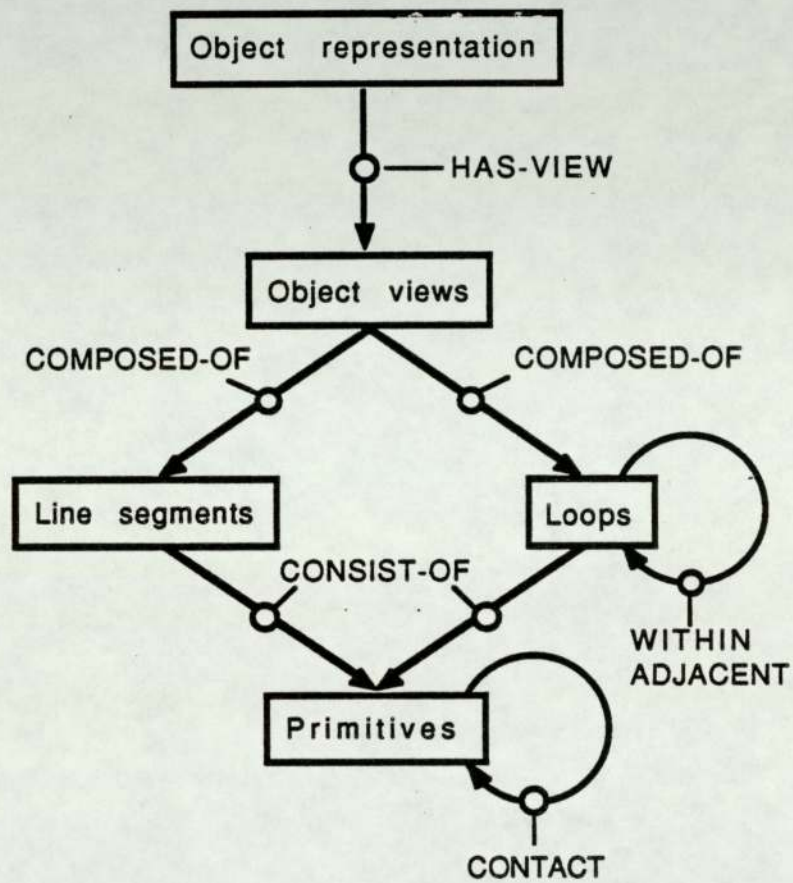 Object representation
HAS-VIEW
Object views
COMPOSED-OF
COMPOSED-OF
Line segments
Loops
CONSIST-OF
WITHIN
ADJACENT
Primitives
CONTACT